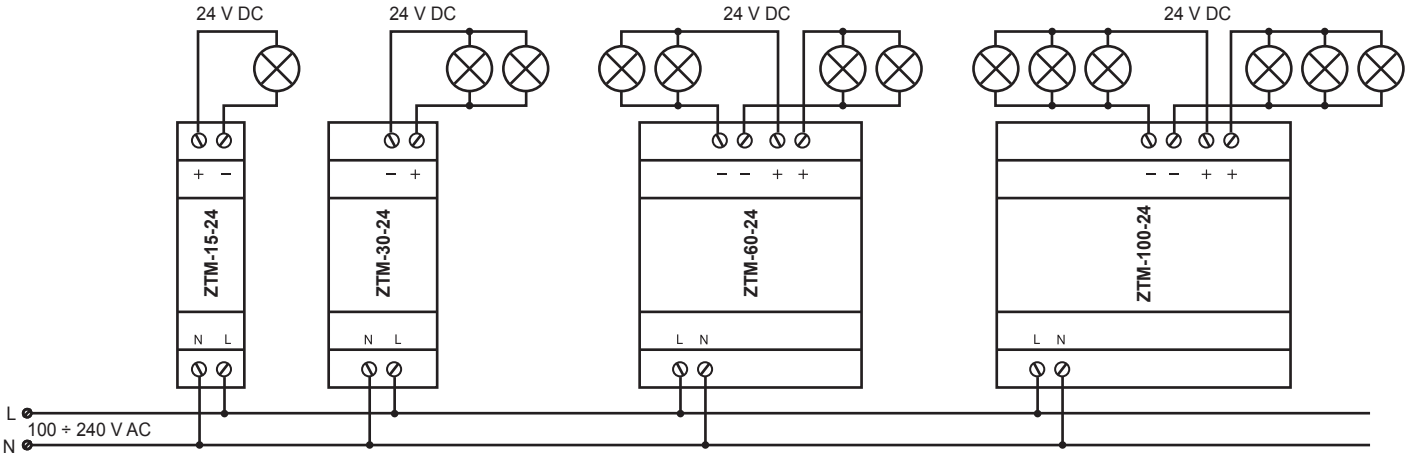 24 V DC 24 V DC 24 V DC 24 V DC
+ − − + − − + + − − + +
ZTM-15-24
ZTM-30-24
ZTM-60-24
ZTM-100-24
N L N L L N L N
L
100 ÷ 240 V AC
N